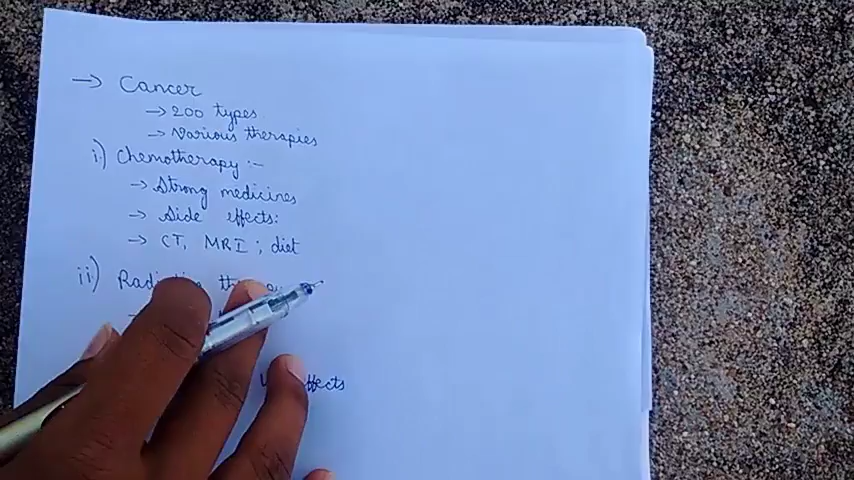 → Cancer
→ 200 types
→ Various therapies
i) Chemotherapy :-
→ Strong medicines
→ Side effects:
→ CT, MRI ; diet
ii)
effects